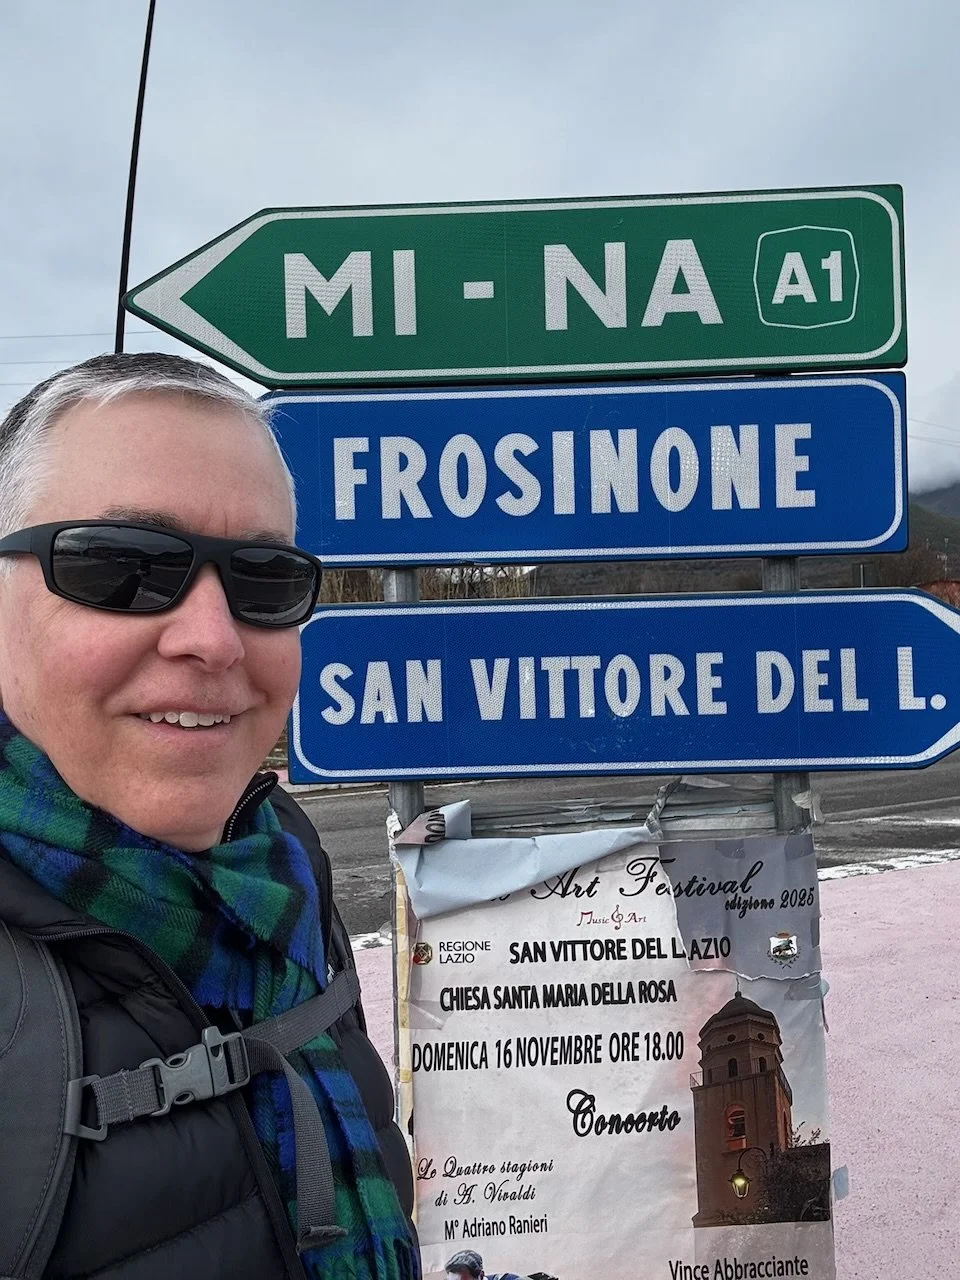 MI - NA A1
FROSINONE
SAN VITTORE DEL L.
Art Festival
edizione 2025
Music & Art
REGIONE
LAZIO
SAN VITTORE DEL LAZIO
CHIESA SANTA MARIA DELLA ROSA
DOMENICA 16 NOVEMBRE ORE 18.00
Concerto
Le Quattro stagioni
di A. Vivaldi
M° Adriano Ranieri
Vince Abbracciante